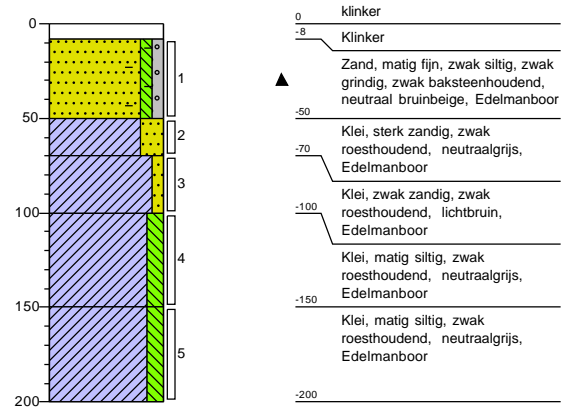 0
50
100
150
200
1
2
3
4
5
0
klinker
-8
Klinker
Zand, matig fijn, zwak siltig, zwak
grindig, zwak baksteenhoudend,
neutraal bruinbeige, Edelmanboor
-50
Klei, sterk zandig, zwak
roesthoudend, neutraalgrijs,
Edelmanboor
-70
Klei, zwak zandig, zwak
roesthoudend, lichtbruin,
Edelmanboor
-100
Klei, matig siltig, zwak
roesthoudend, neutraalgrijs,
Edelmanboor
-150
Klei, matig siltig, zwak
roesthoudend, neutraalgrijs,
Edelmanboor
-200